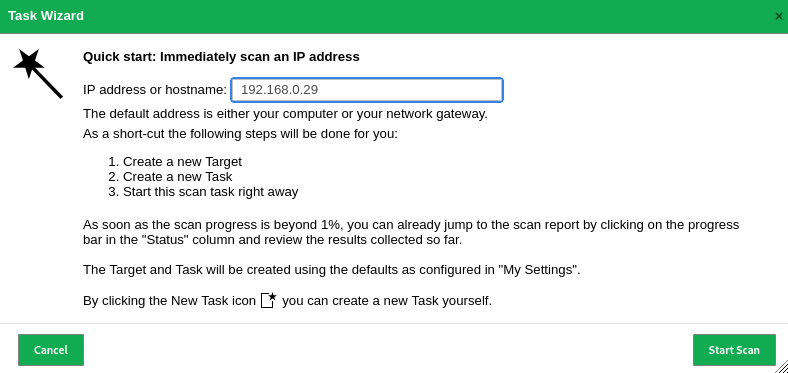 Task Wizard
×
Quick start: Immediately scan an IP address
IP address or hostname: 192.168.0.29
The default address is either your computer or your network gateway.
As a short-cut the following steps will be done for you:
1. Create a new Target
2. Create a new Task
3. Start this scan task right away
As soon as the scan progress is beyond 1%, you can already jump to the scan report by clicking on the progress
bar in the "Status" column and review the results collected so far.
The Target and Task will be created using the defaults as configured in "My Settings".
By clicking the New Task icon you can create a new Task yourself.
Cancel
Start Scan